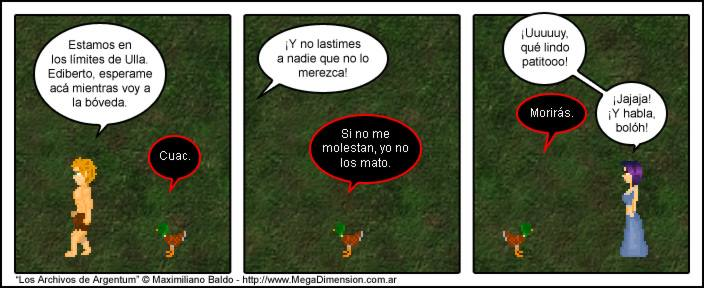 Estamos en
los límites de Ulla.
Ediberto, esperame
acá mientras voy a
la bóveda.
Cuac.
¡Y no lastimes
a nadie que no lo
merezca!
Si no me
molestan, yo no
los mato.
¡Uuuuuy,
qué lindo
patitooo!
Morirás.
¡Jajaja!
¡Y habla,
bolóh!
"Los Archivos de Argentum" © Maximiliano Baldo - http://www.MegaDimension.com.ar